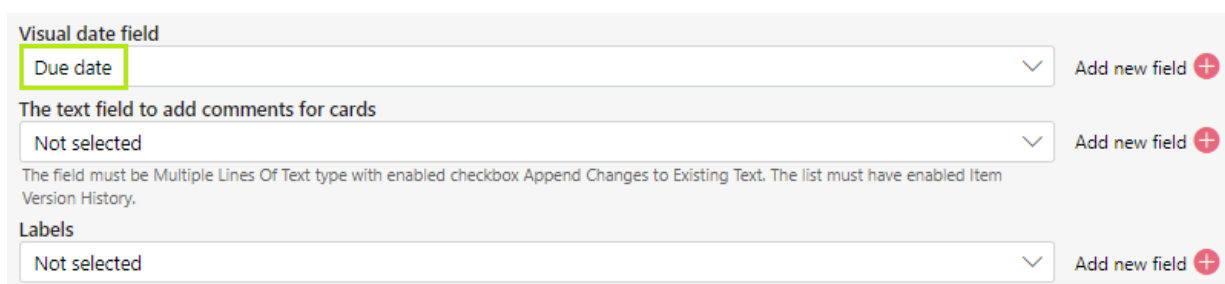 Visual date field
Due date
Add new field
The text field to add comments for cards
Not selected
Add new field
The field must be Multiple Lines Of Text type with enabled checkbox Append Changes to Existing Text. The list must have enabled Item
Version History.
Labels
Not selected
Add new field